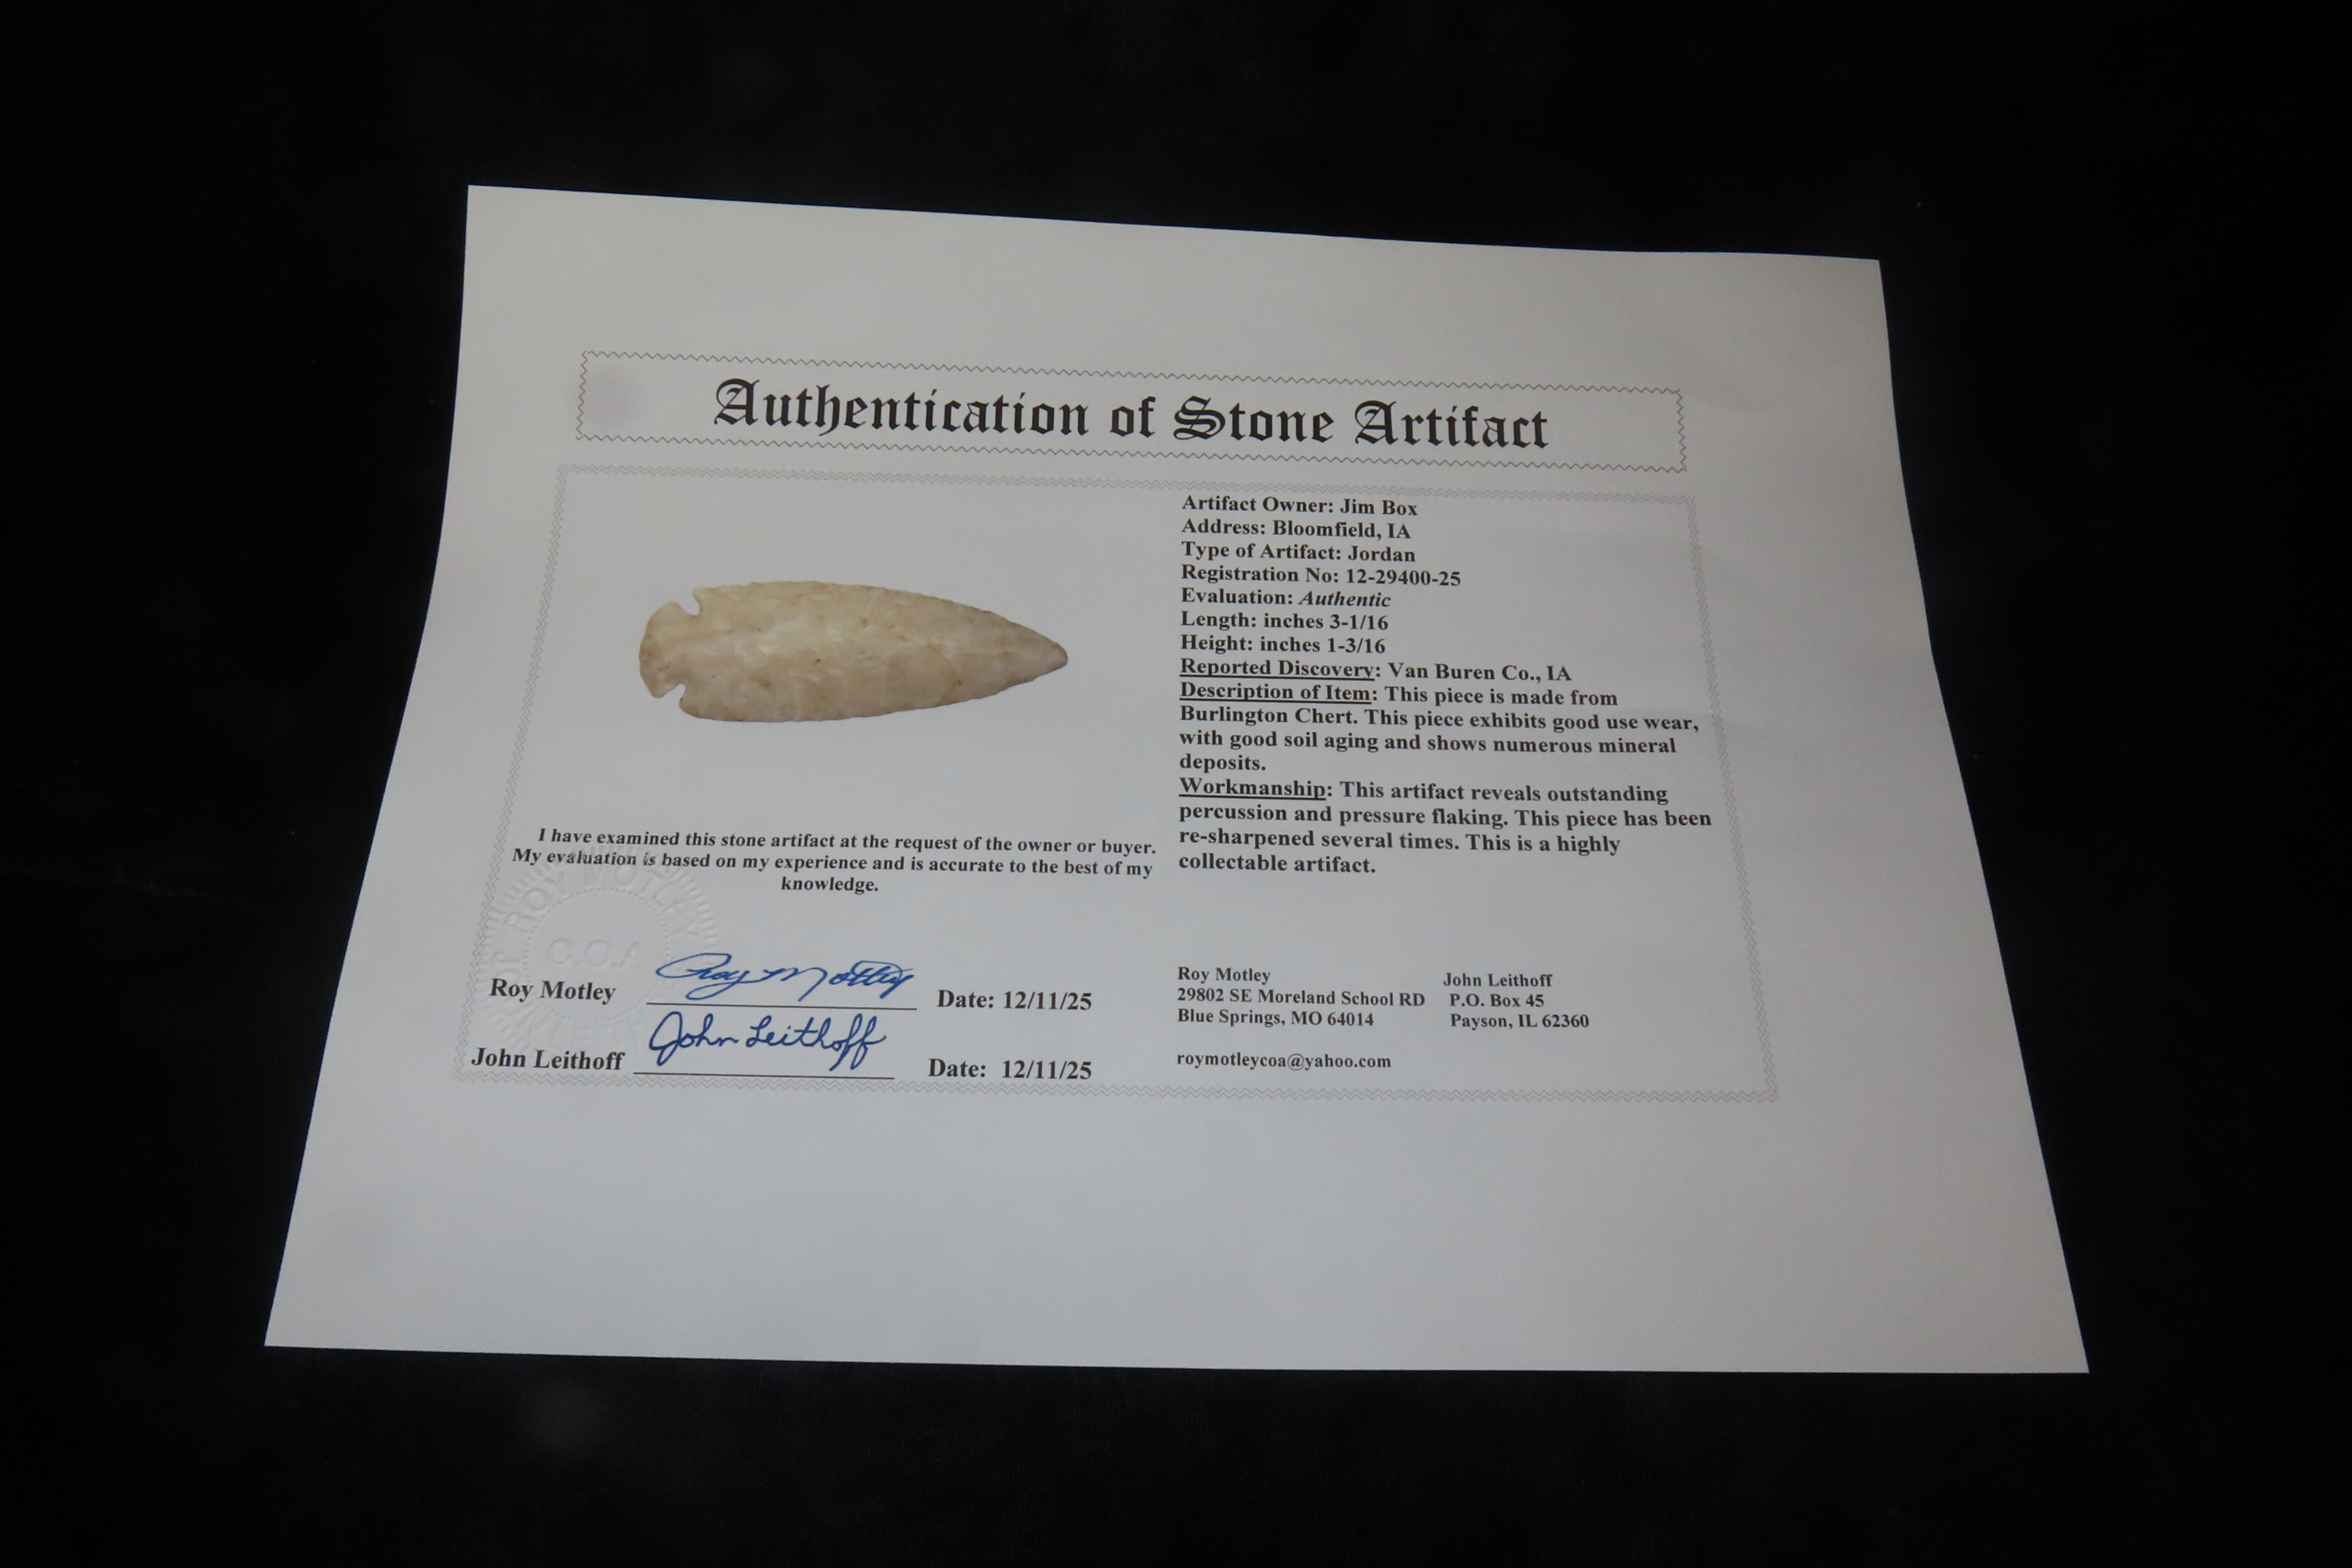 Authentication of Stone Artifact
Artifact Owner: Jim Box
Address: Bloomfield, IA
Type of Artifact: Jordan
Registration No: 12-29400-25
Evaluation: Authentic
Length: inches 3-1/16
Height: inches 1-3/16
Reported Discovery: Van Buren Co., IA
Description of Item: This piece is made from
Burlington Chert. This piece exhibits good use wear,
with good soil aging and shows numerous mineral
deposits.
Workmanship: This artifact reveals outstanding
percussion and pressure flaking. This piece has been
re-sharpened several times. This is a highly
collectable artifact.
I have examined this stone artifact at the request of the owner or buyer.
My evaluation is based on my experience and is accurate to the best of my
knowledge.
ROY MOTLEY
C.O.A
Roy Motley Roy Motley Date: 12/11/25
John Leithoff John Leithoff Date: 12/11/25
Roy Motley
29802 SE Moreland School RD
Blue Springs, MO 64014
roymotleycoa@yahoo.com
John Leithoff
P.O. Box 45
Payson, IL 62360